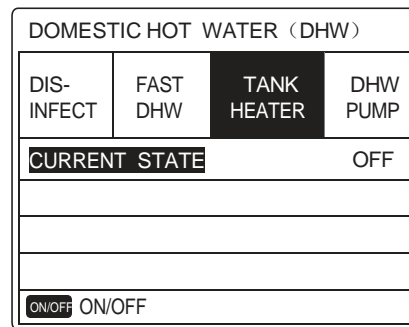 DOMESTIC HOT WATER（DHW）
DIS- FAST TANK DHW
INFECT DHW HEATER PUMP
CURRENT STATE OFF
ON/OFF ON/OFF